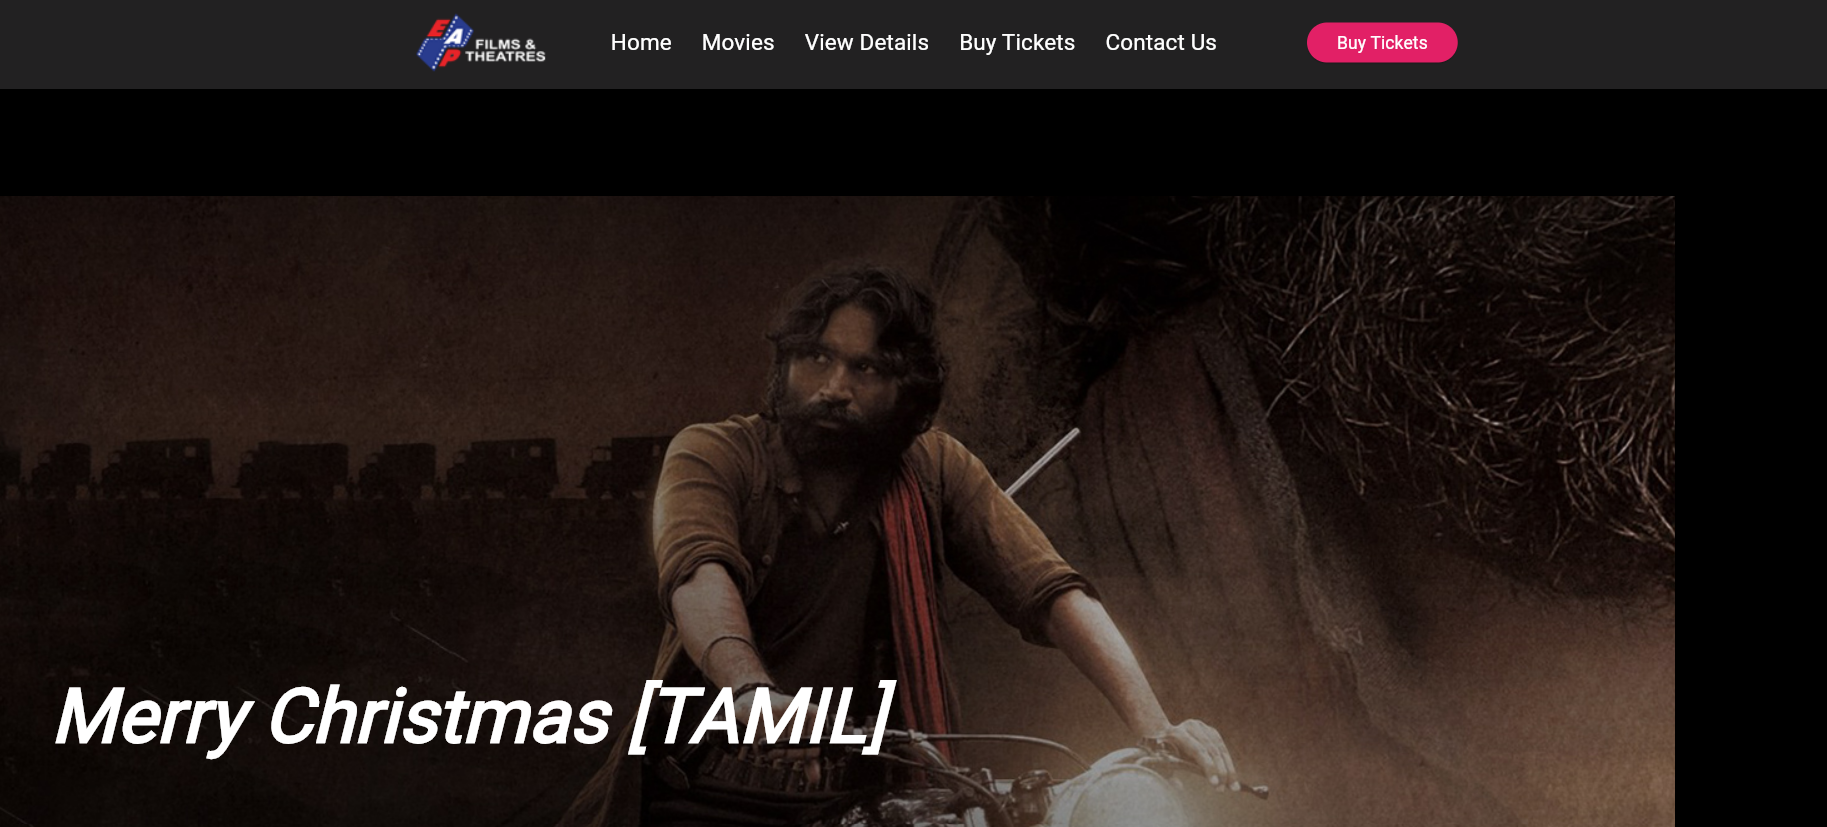 EAP
FILMS &
THEATRES
Home
Movies
View Details
Buy Tickets
Contact Us
Buy Tickets
Merry Christmas [TAMIL]